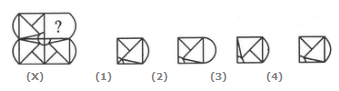 ?
(X) (1) (2) (3) (4)